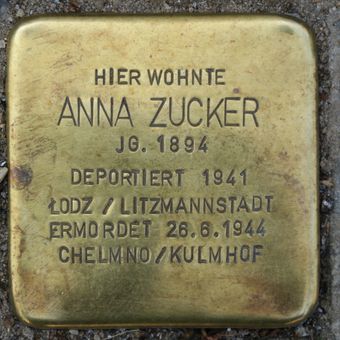 HIER WOHNTE
ANNA ZUCKER
JG. 1894
DEPORTIERT 1941
ŁODZ / LITZMANNSTADT
ERMORDET 26.6.1944
CHELMNO/KULMHOF